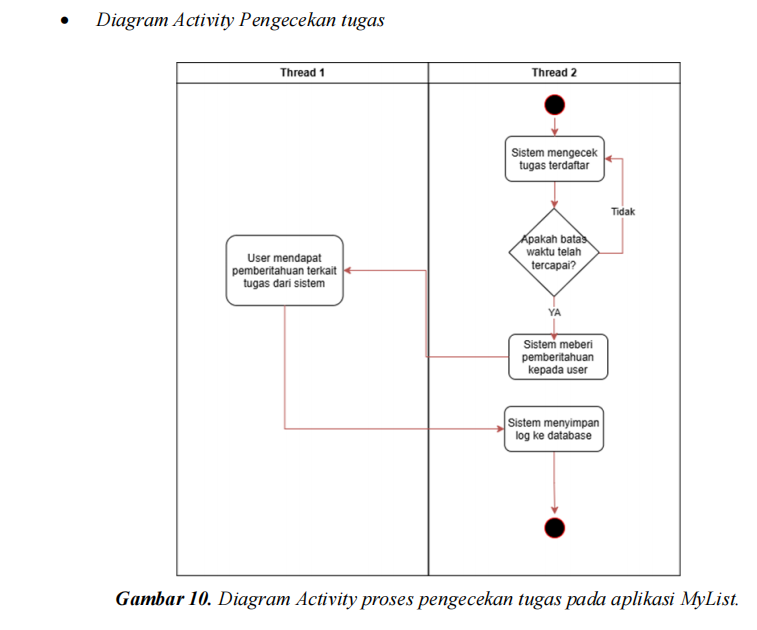 • Diagram Activity Pengecekan tugas
Thread 1
Thread 2
Sistem mengecek
tugas terdaftar
Tidak
Apakah batas
waktu telah
tercapai?
User mendapat
pemberitahuan terkait
tugas dari sistem
YA
Sistem meberi
pemberitahuan
kepada user
Sistem menyimpan
log ke database
Gambar 10. Diagram Activity proses pengecekan tugas pada aplikasi MyList.